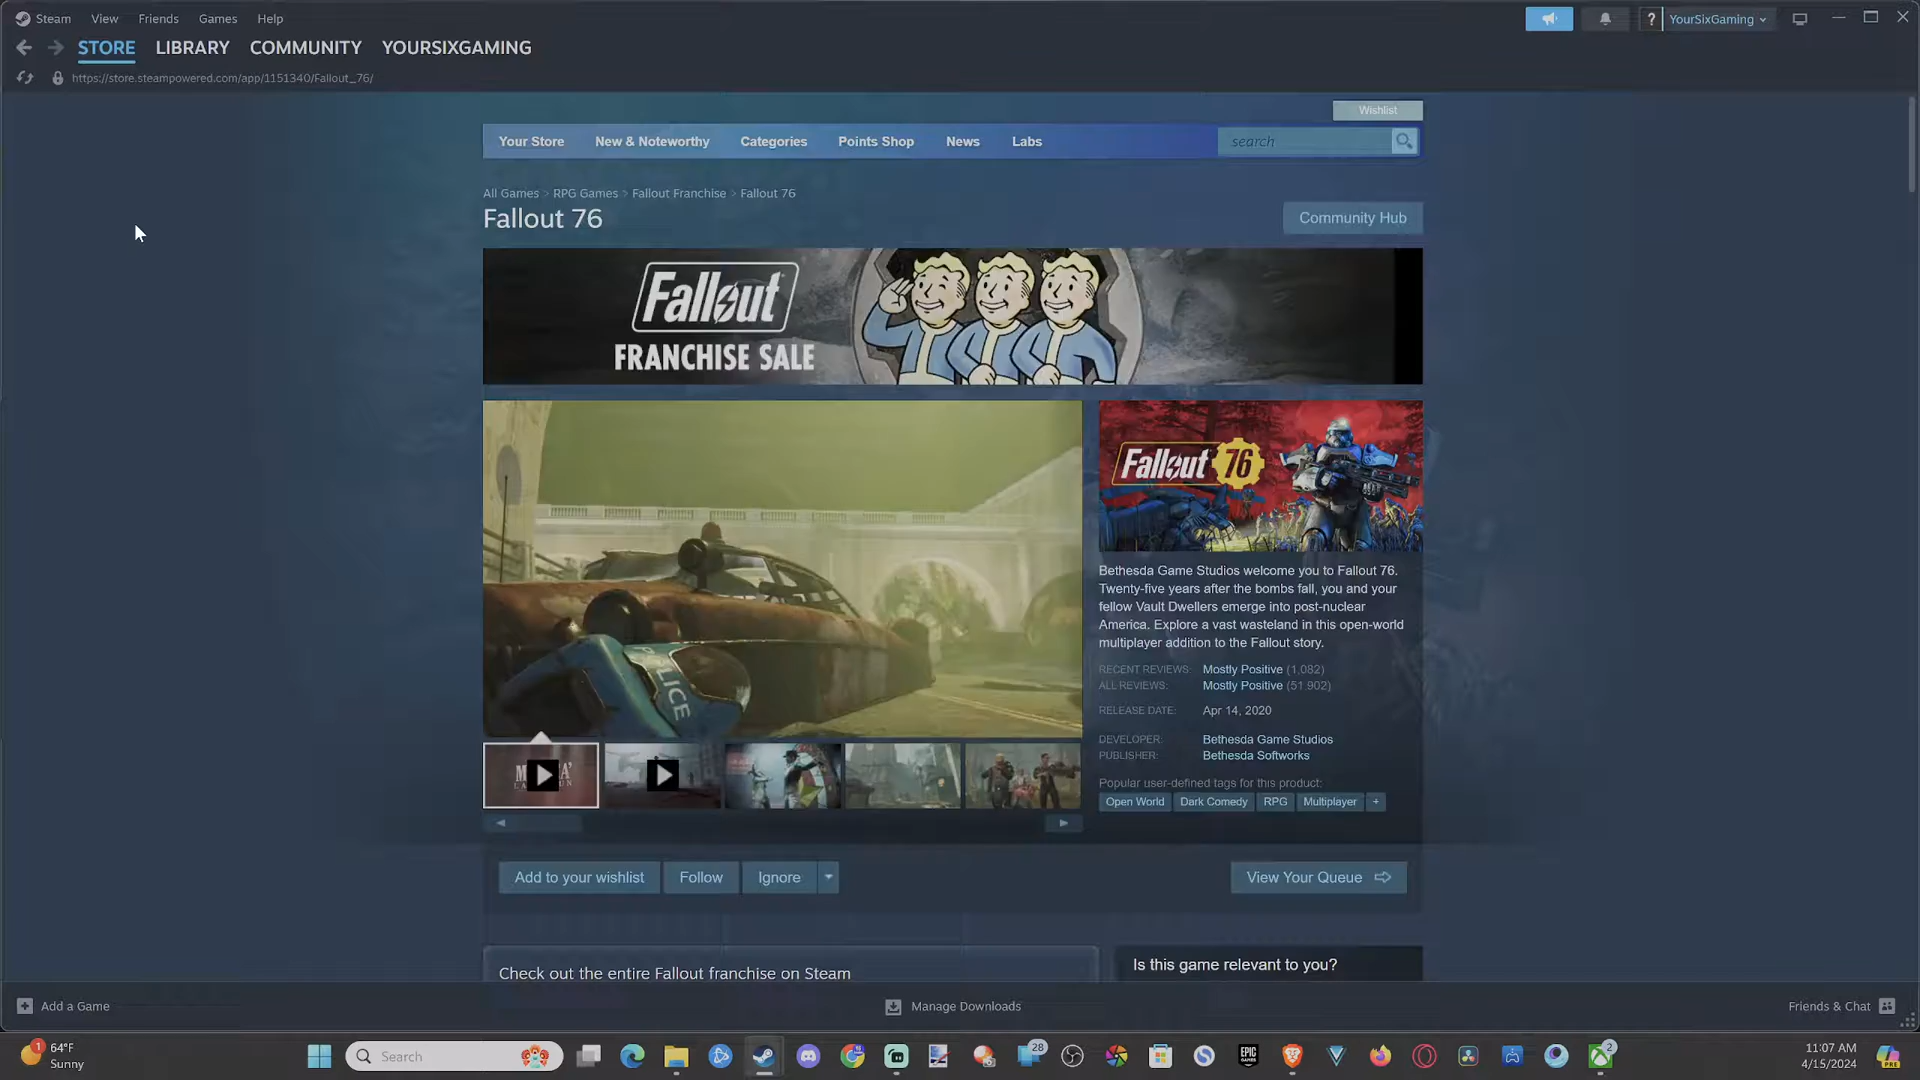 Steam View Friends Games Help
? YourSixGaming
STORE LIBRARY COMMUNITY YOURSIXGAMING
https://store.steampowered.com/app/1151340/Fallout_76/
Wishlist
Your Store New & Noteworthy Categories Points Shop News Labs search
All Games > RPG Games > Fallout Franchise > Fallout 76
Fallout 76
Community Hub
Fallout
FRANCHISE SALE
Fallout 76
POLICE
Bethesda Game Studios welcome you to Fallout 76.
Twenty-five years after the bombs fall, you and your
fellow Vault Dwellers emerge into post-nuclear
America. Explore a vast wasteland in this open-world
multiplayer addition to the Fallout story.
RECENT REVIEWS: Mostly Positive (1,082)
ALL REVIEWS: Mostly Positive (51,902)
RELEASE DATE: Apr 14, 2020
DEVELOPER: Bethesda Game Studios
PUBLISHER: Bethesda Softworks
Popular user-defined tags for this product:
Open World Dark Comedy RPG Multiplayer +
Add to your wishlist Follow Ignore View Your Queue
Check out the entire Fallout franchise on Steam
Is this game relevant to you?
Add a Game Manage Downloads Friends & Chat
1 64°F
Sunny
Search
28
EPIC GAMES
2
11:07 AM
4/15/2024
PRE